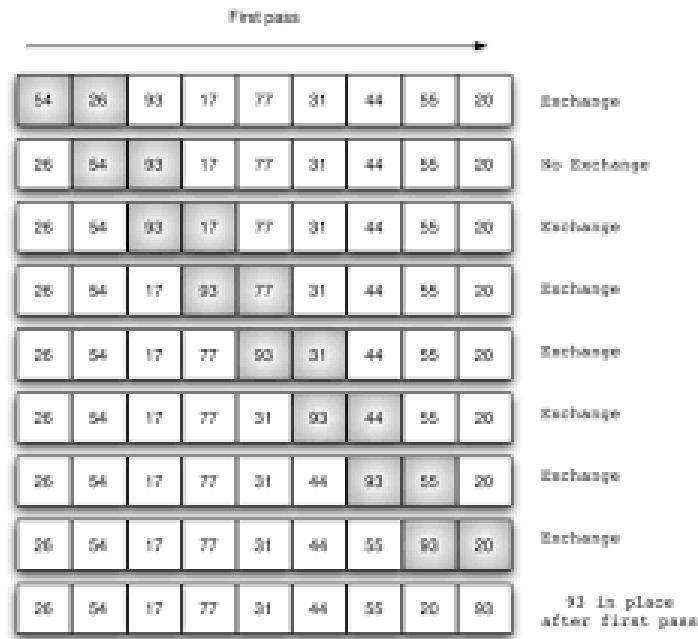 First pass
54 26 93 17 77 31 44 55 20 Exchange
26 54 93 17 77 31 44 55 20 No Exchange
26 54 93 17 77 31 44 55 20 Exchange
26 54 17 93 77 31 44 55 20 Exchange
26 54 17 77 93 31 44 55 20 Exchange
26 54 17 77 31 93 44 55 20 Exchange
26 54 17 77 31 44 93 55 20 Exchange
26 54 17 77 31 44 55 93 20 Exchange
26 54 17 77 31 44 55 20 93 93 in place
after first pass